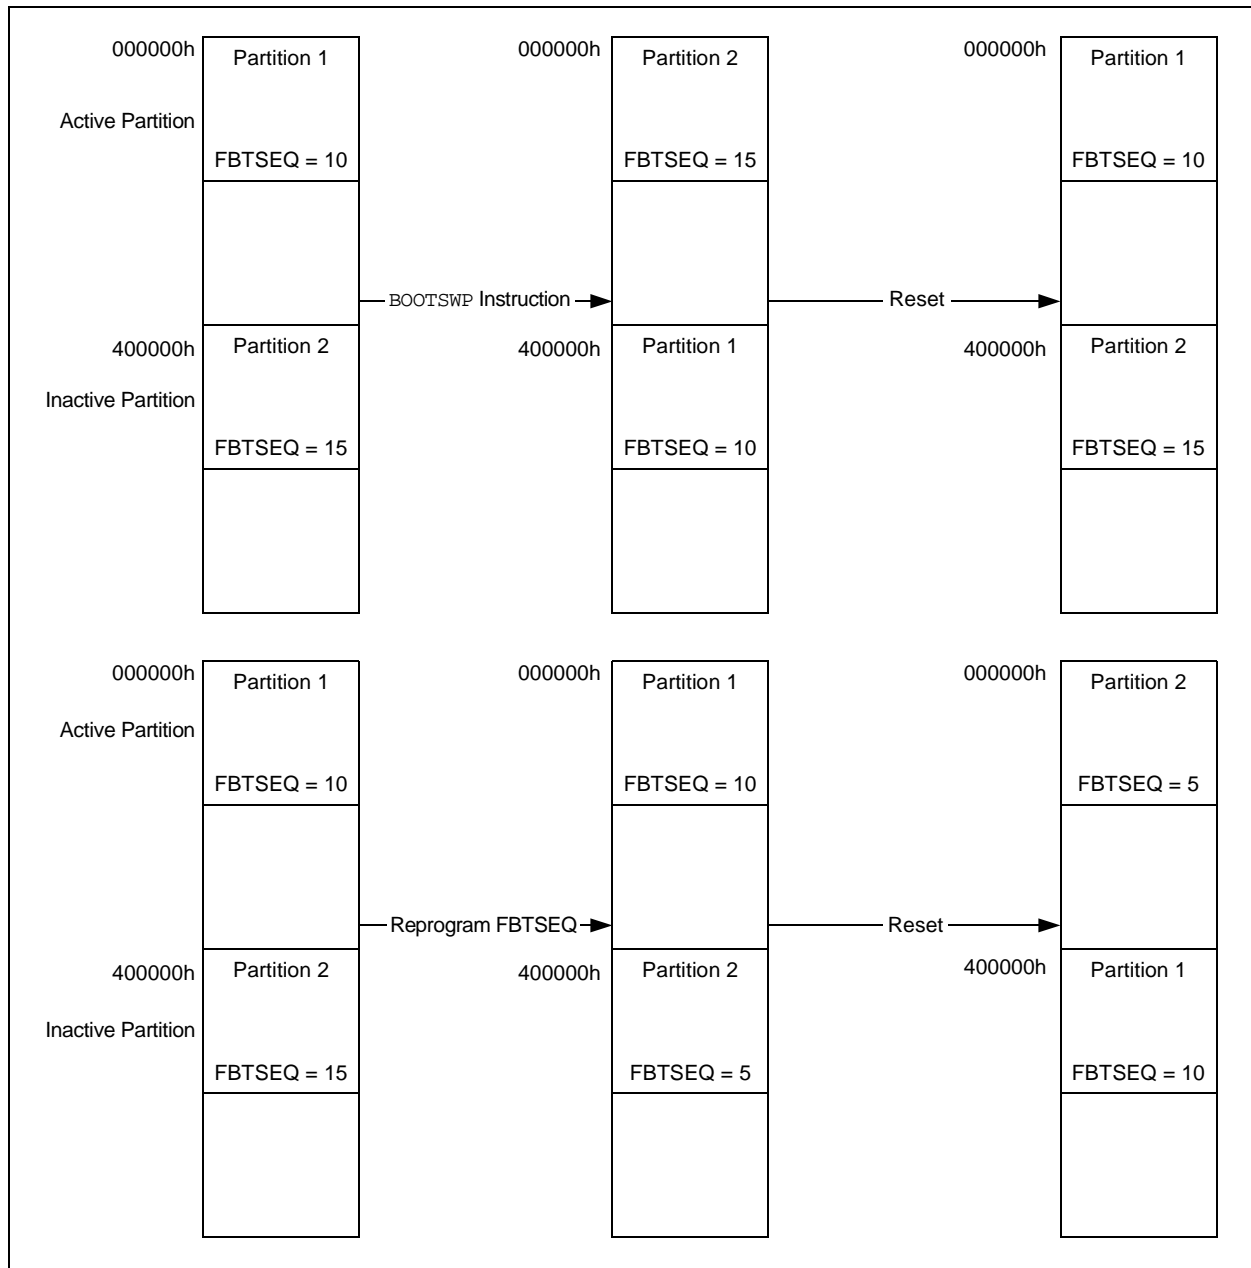 000000h Partition 1 000000h Partition 2 000000h Partition 1
Active Partition
FBTSEQ = 10 FBTSEQ = 15 FBTSEQ = 10
BOOTSWP Instruction Reset
400000h Partition 2 400000h Partition 1 400000h Partition 2
Inactive Partition
FBTSEQ = 15 FBTSEQ = 10 FBTSEQ = 15
000000h Partition 1 000000h Partition 1 000000h Partition 2
Active Partition
FBTSEQ = 10 FBTSEQ = 10 FBTSEQ = 5
Reprogram FBTSEQ Reset
400000h Partition 2 400000h Partition 2 400000h Partition 1
Inactive Partition
FBTSEQ = 15 FBTSEQ = 5 FBTSEQ = 10